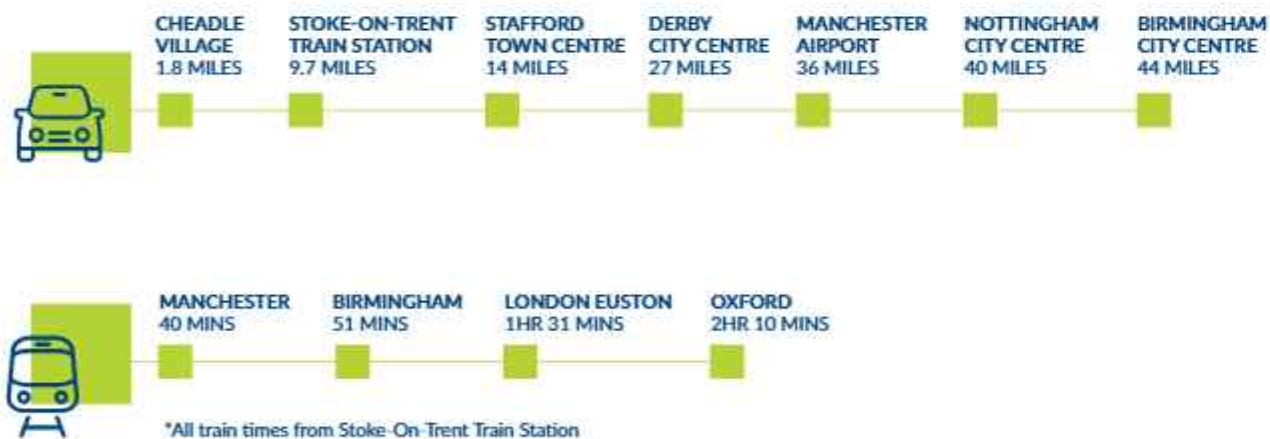 CHEADLE
VILLAGE
1.8 MILES
STOKE-ON-TRENT
TRAIN STATION
9.7 MILES
STAFFORD
TOWN CENTRE
14 MILES
DERBY
CITY CENTRE
27 MILES
MANCHESTER
AIRPORT
36 MILES
NOTTINGHAM
CITY CENTRE
40 MILES
BIRMINGHAM
CITY CENTRE
44 MILES
MANCHESTER
40 MINS
BIRMINGHAM
51 MINS
LONDON EUSTON
1HR 31 MINS
OXFORD
2HR 10 MINS
*All train times from Stoke-On-Trent Train Station